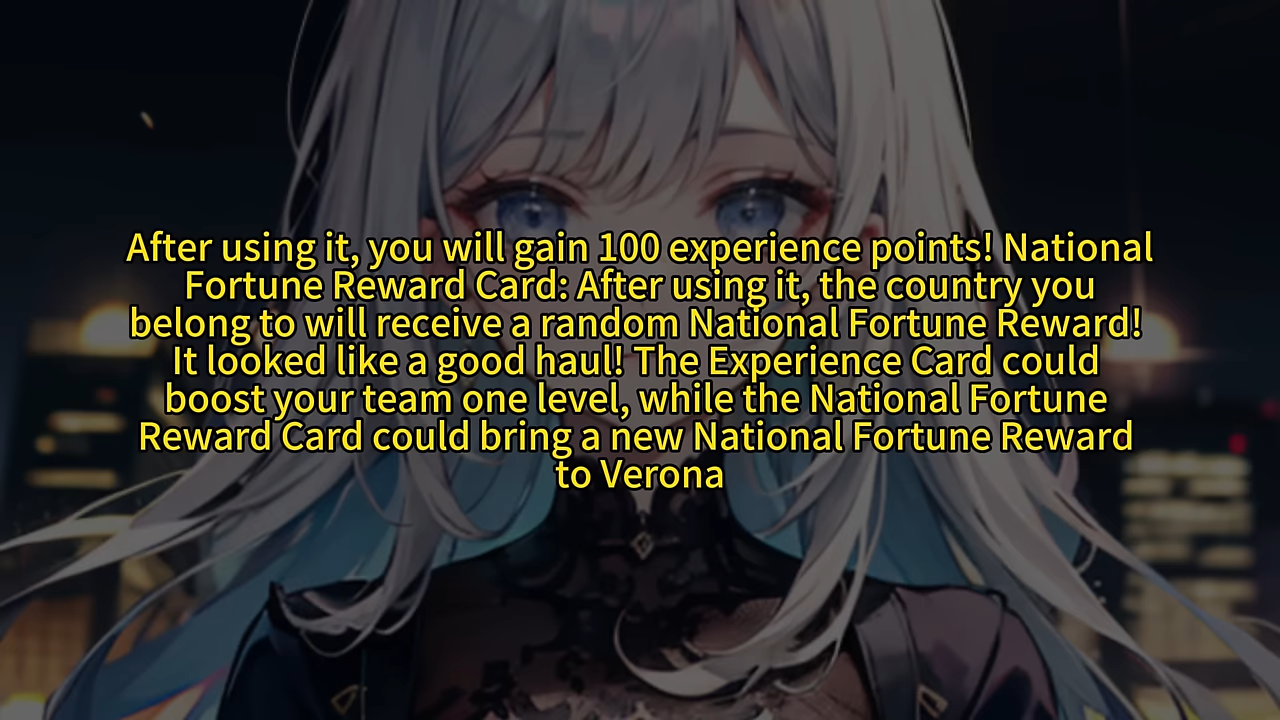 After using it, you will gain 100 experience points! National
Fortune Reward Card: After using it, the country you
belong to will receive a random National Fortune Reward!
It looked like a good haul! The Experience Card could
boost your team one level, while the National Fortune
Reward Card could bring a new National Fortune Reward
to Verona